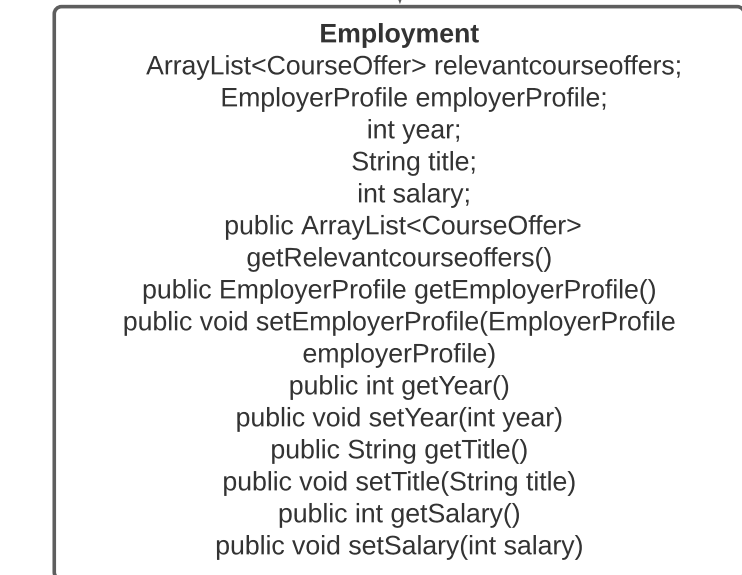 Employment
ArrayList<CourseOffer> relevantcourseoffers;
EmployerProfile employerProfile;
int year;
String title;
int salary;
public ArrayList<CourseOffer>
getRelevantcourseoffers()
public EmployerProfile getEmployerProfile()
public void setEmployerProfile(EmployerProfile
employerProfile)
public int getYear()
public void setYear(int year)
public String getTitle()
public void setTitle(String title)
public int getSalary()
public void setSalary(int salary)